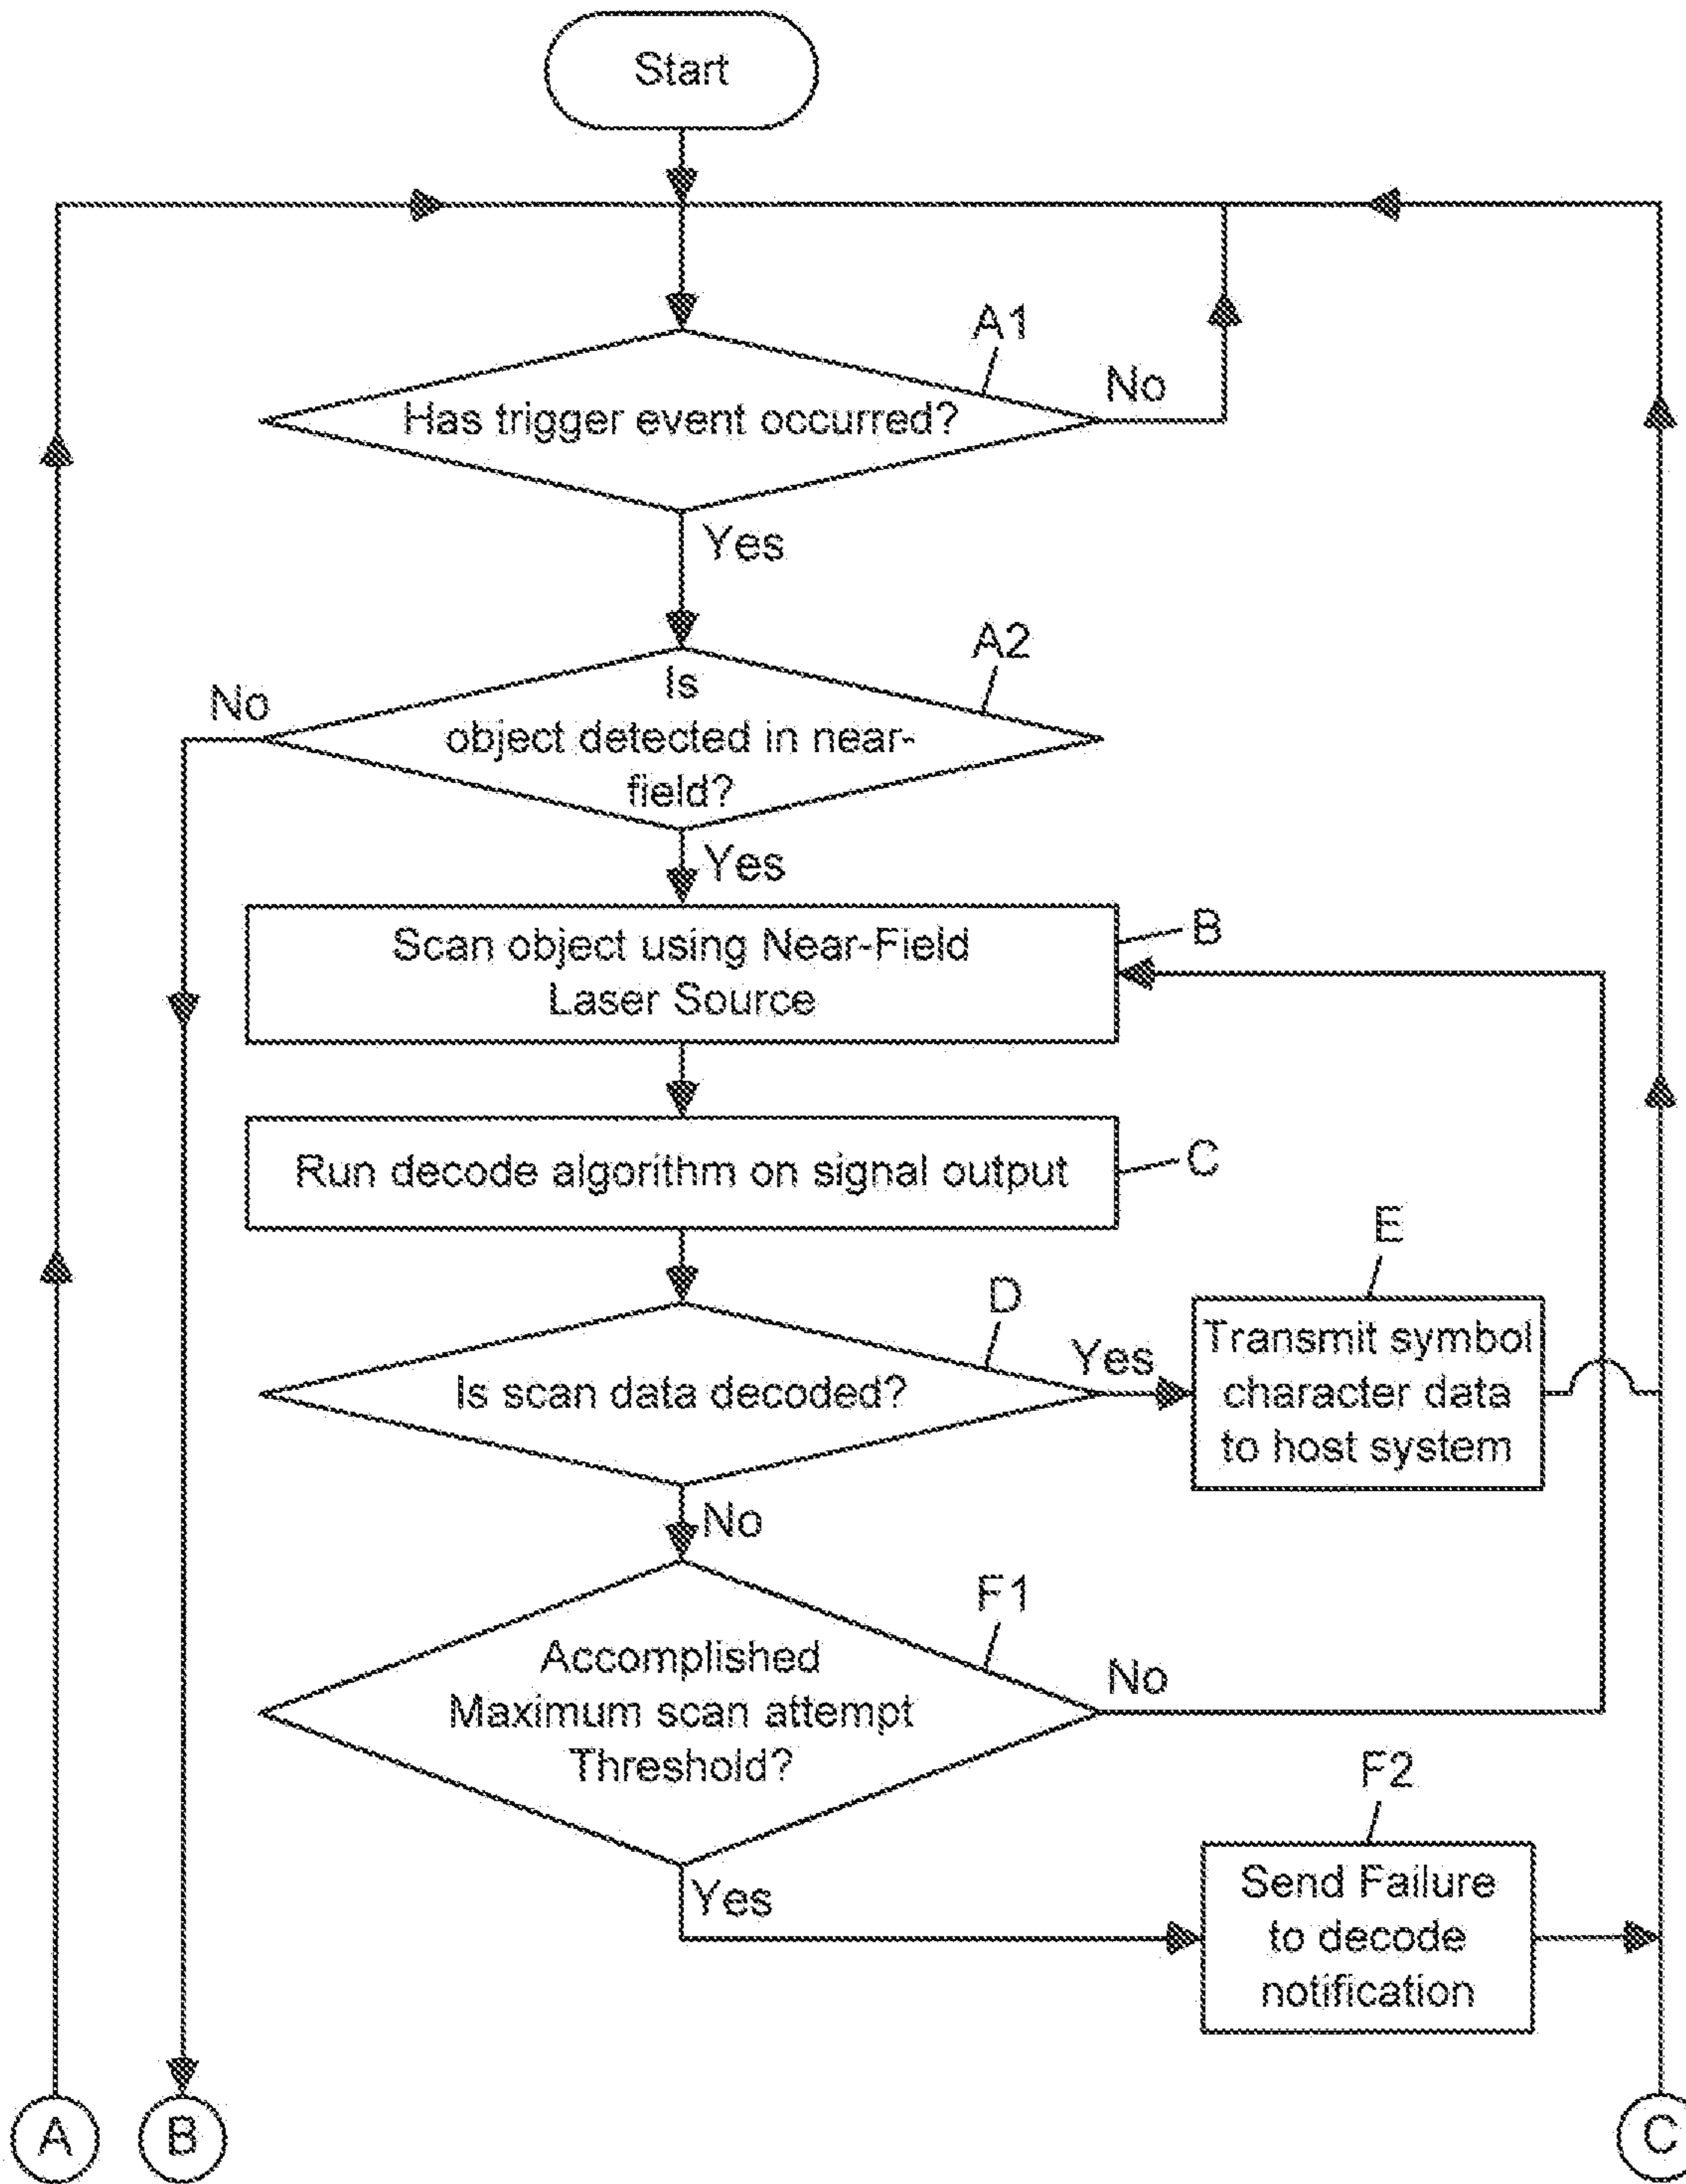 Start
A1
Has trigger event occurred?
No
Yes
A2
No
Is
object detected in near-
field?
Yes
Scan object using Near-Field
Laser Source
B
Run decode algorithm on signal output
C
E
D
Yes
Transmit symbol
character data
to host system
Is scan data decoded?
No
F1
Accomplished
Maximum scan attempt
Threshold?
No
F2
Yes
Send Failure
to decode
notification
A
B
C